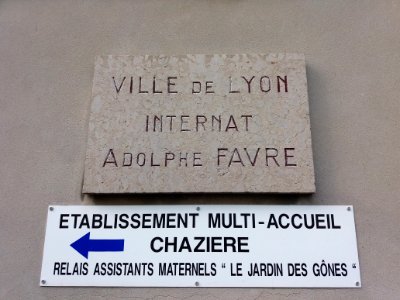 VILLE DE LYON
INTERNAT
ADOLPHE FAVRE
ETABLISSEMENT MULTI-ACCUEIL
CHAZIERE
RELAIS ASSISTANTS MATERNELS " LE JARDIN DES GÔNES "